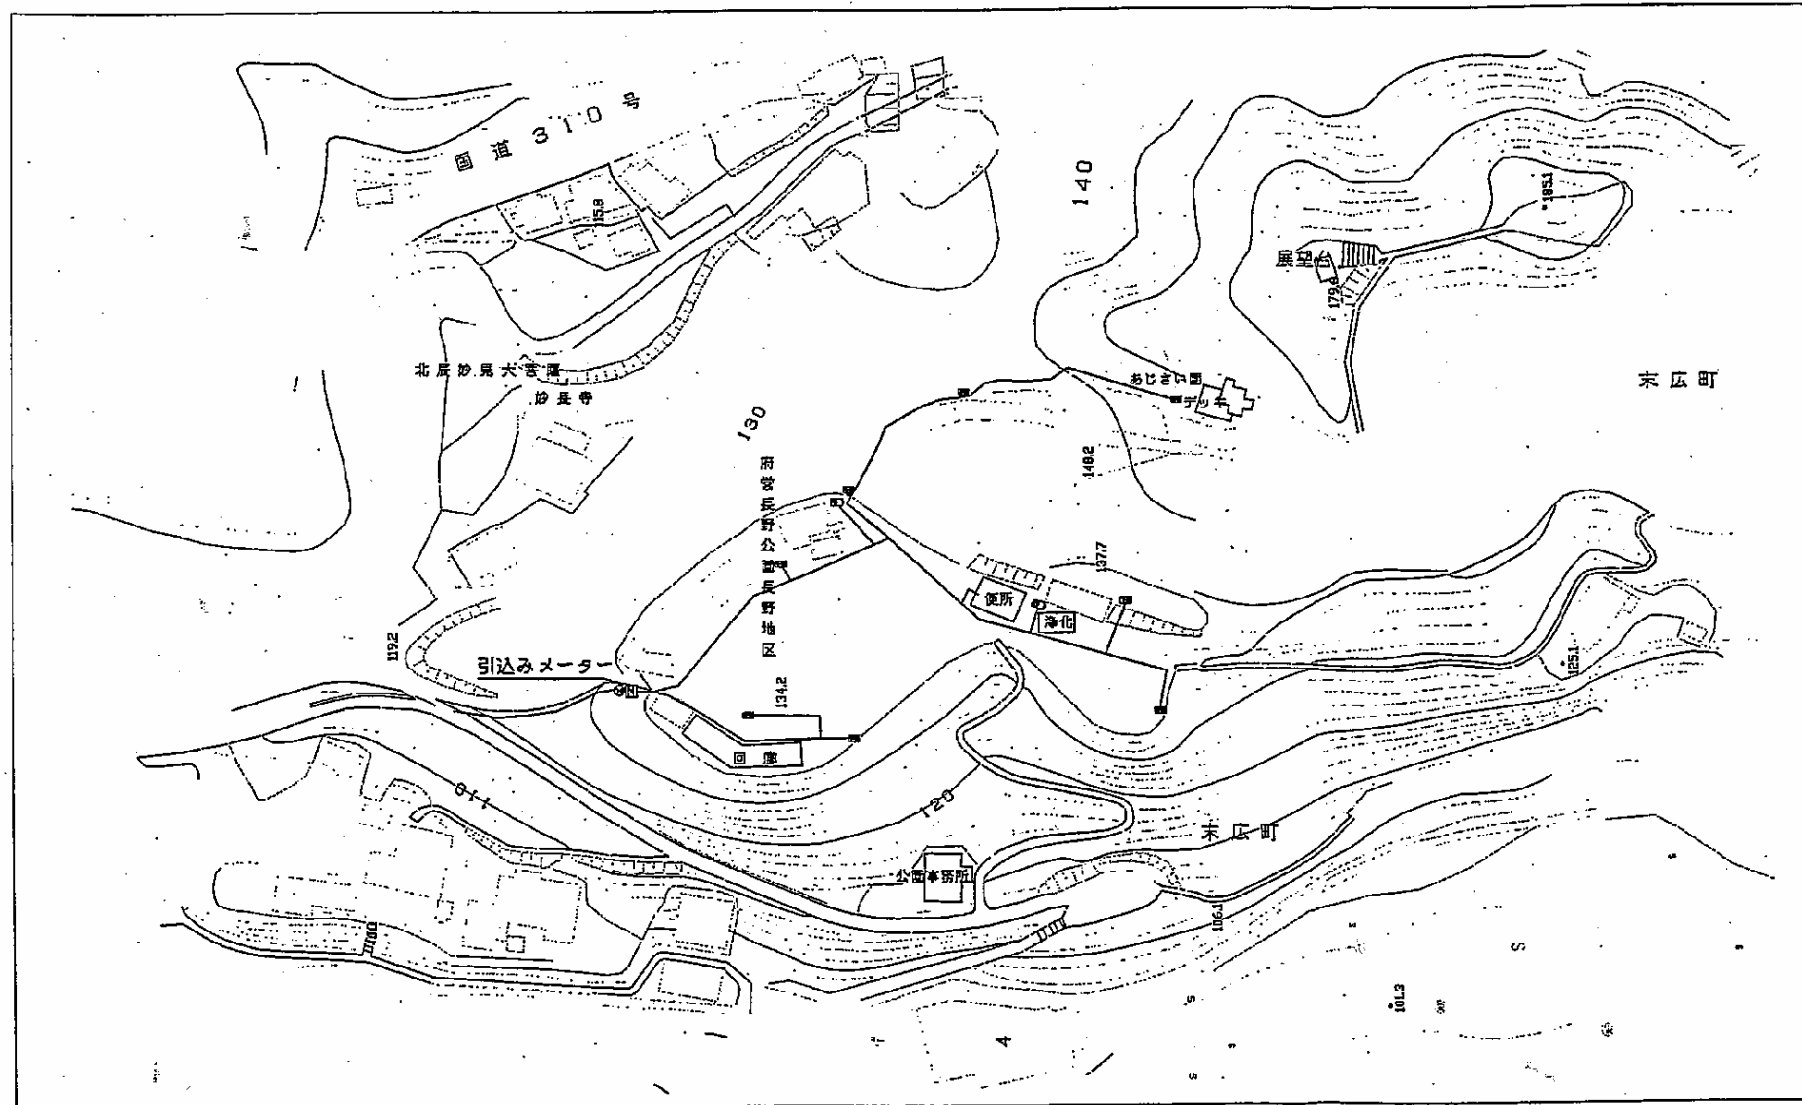 国道310号
140
185.1
115.8
展望台
179.8
北辰妙見大菩薩
妙長寺
あじさい園
デッキ
末広町
130
府営長野公園長野地区
148.2
137.7
便所
浄化
119.2
引込みメーター
134.2
125.1
回廊
110
120
末広町
公園事務所
106.1
101.3
4
S